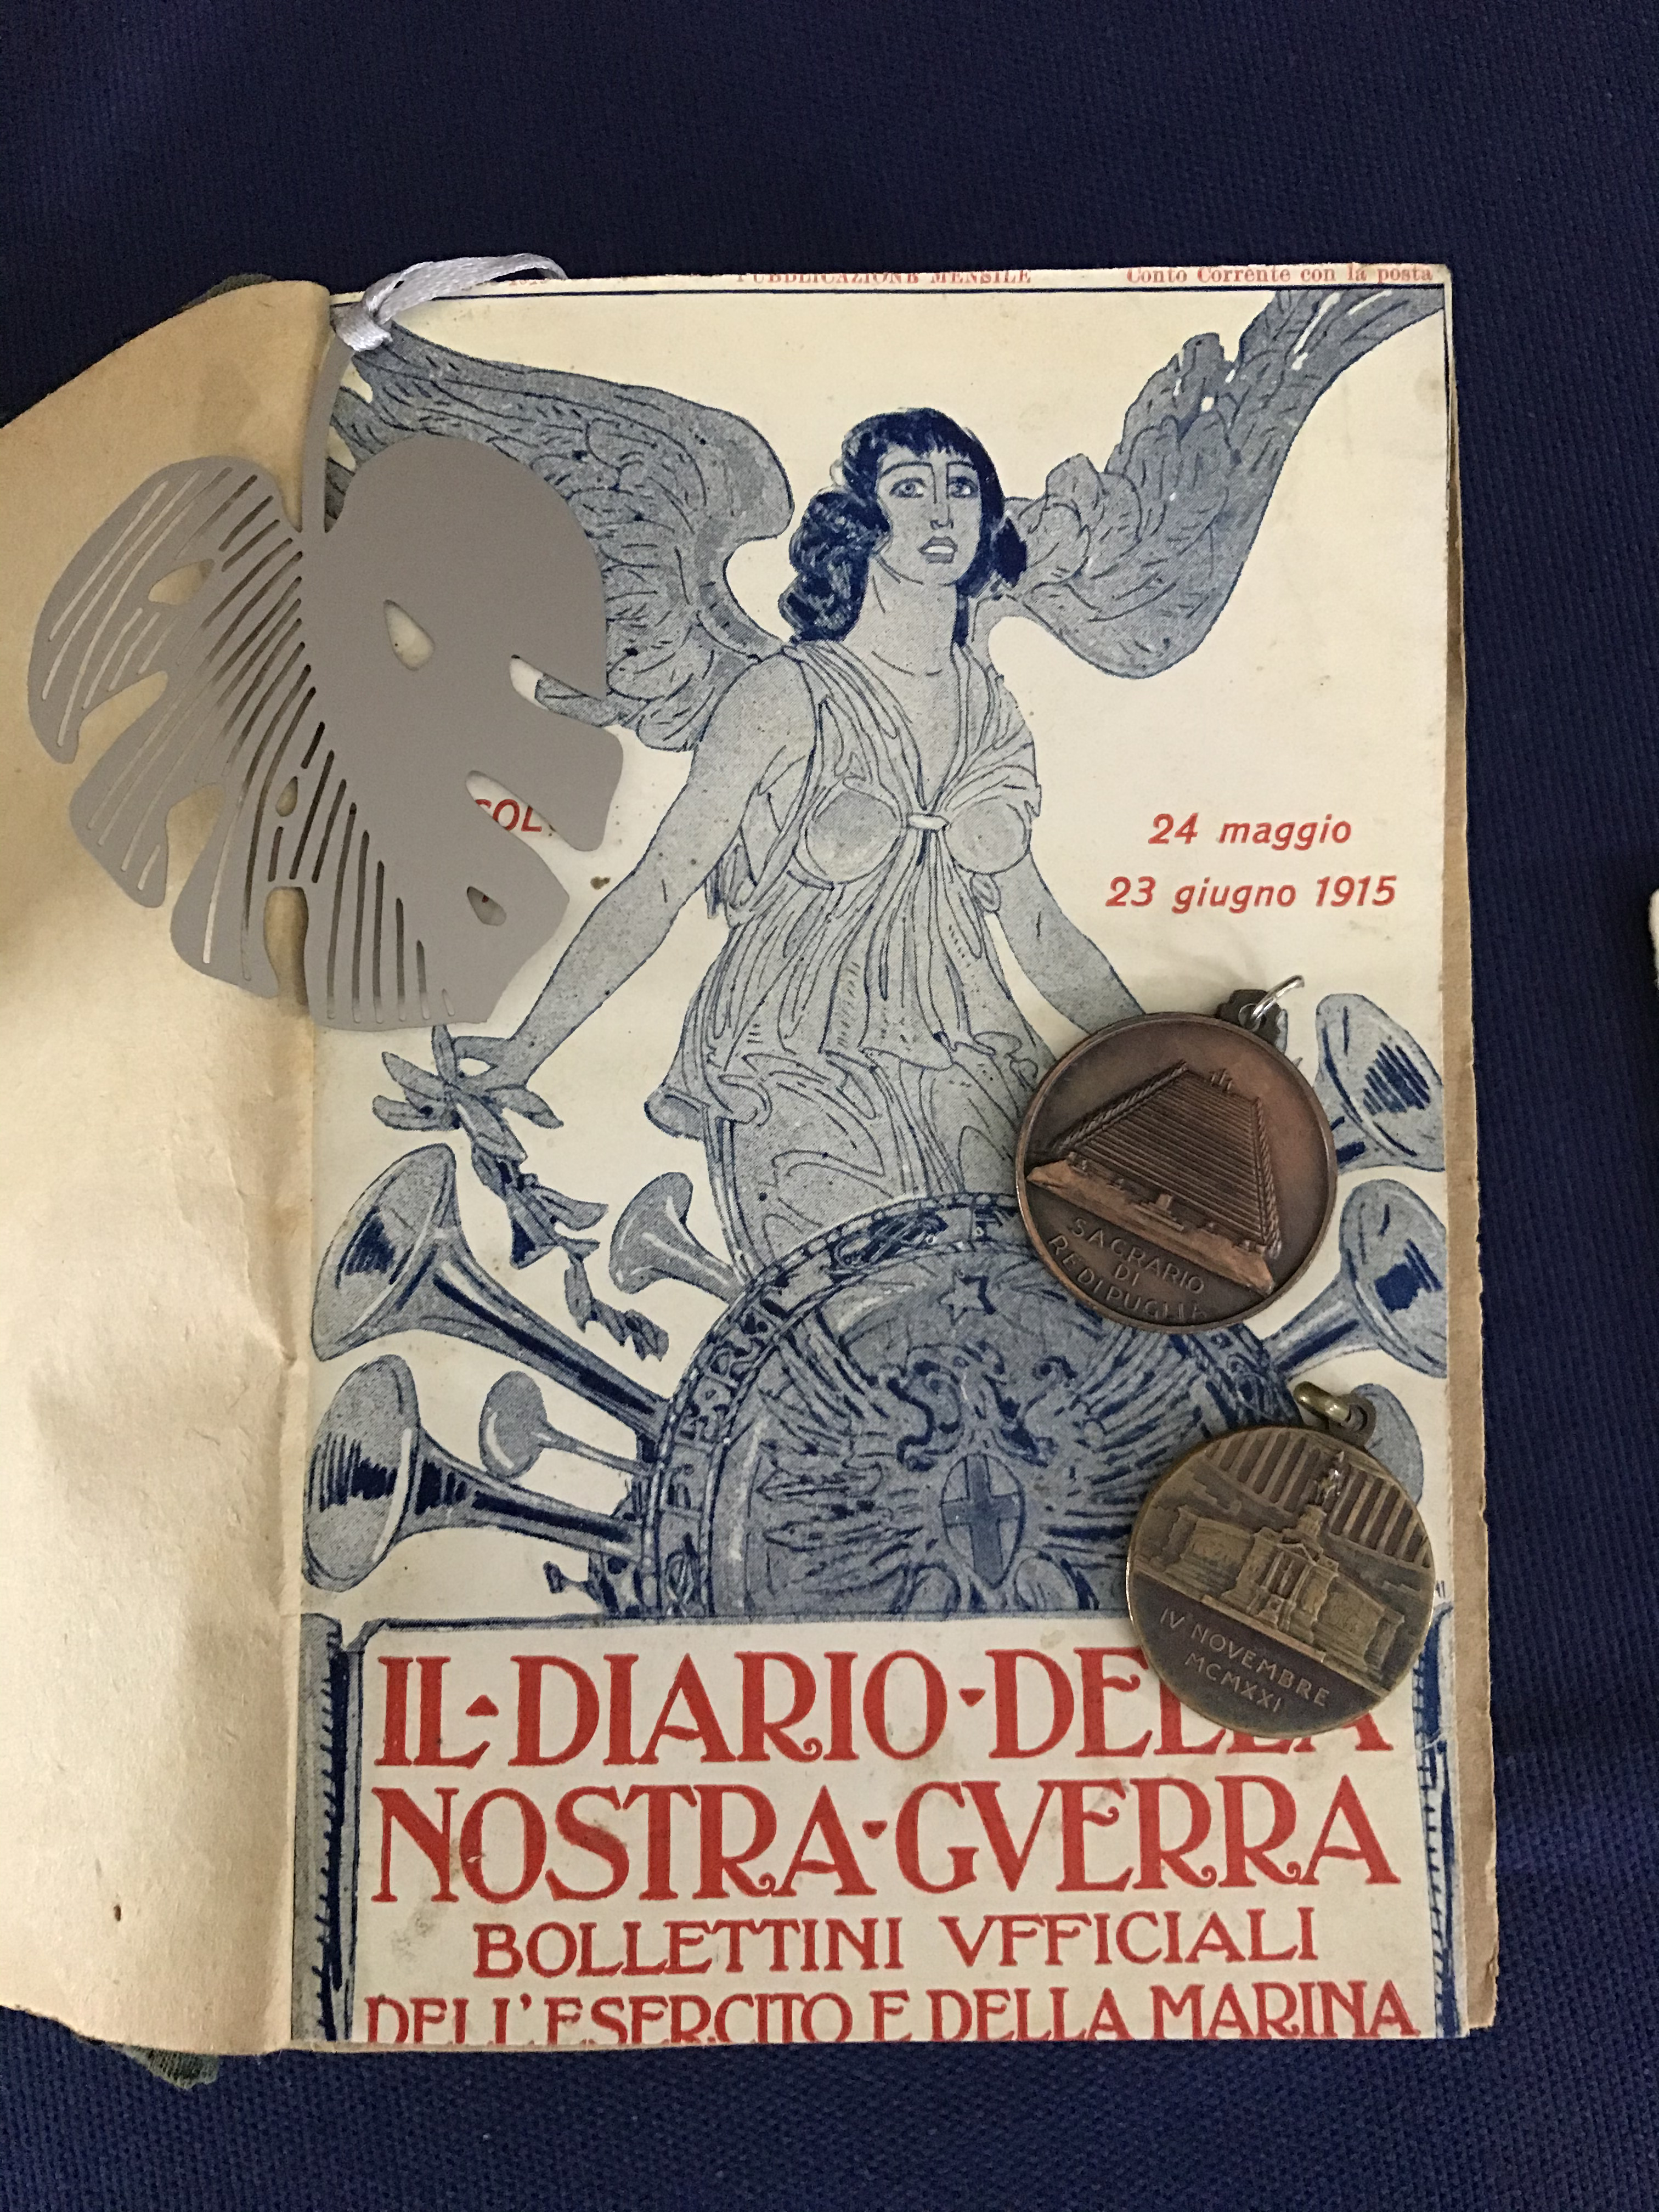 PUBBLICAZIONE MENSILE
Conto Corrente con la posta
24 maggio
23 giugno 1915
SACRARIO
DI
REDIPUGLIA
IV NOVEMBRE
MCMXXI
IL·DIARIO·DELLA
NOSTRA·GVERRA
BOLLETTINI VFFICIALI
DELL'ESERCITO E DELLA MARINA